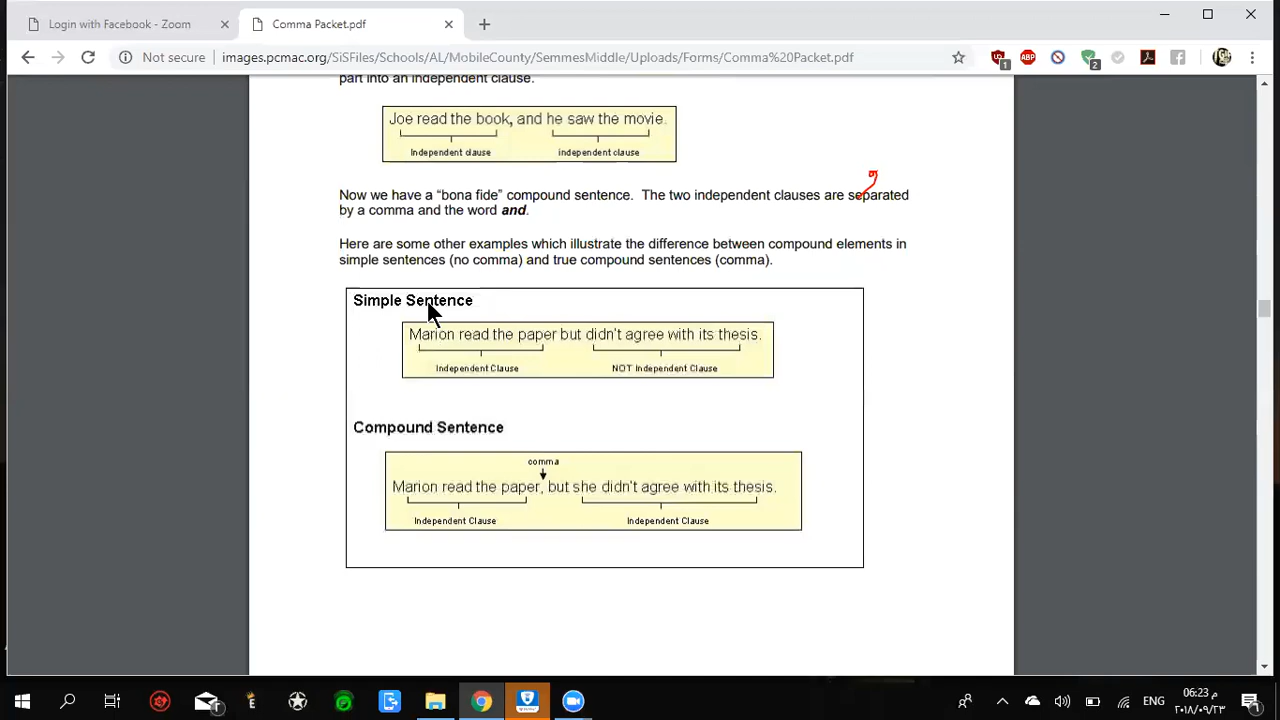 Login with Facebook - Zoom
Comma Packet.pdf
Not secure
images.pcmac.org/SiSFiles/Schools/AL/MobileCounty/SemmesMiddle/Uploads/Forms/Comma%20Packet.pdf
1
ABP
2
part into an independent clause.
Joe read the book, and he saw the movie.
Independent clause independent clause
Now we have a “bona fide” compound sentence. The two independent clauses are separated
by a comma and the word and.
Here are some other examples which illustrate the difference between compound elements in
simple sentences (no comma) and true compound sentences (comma).
Simple Sentence
Marion read the paper but didn't agree with its thesis.
Independent Clause NOT Independent Clause
Compound Sentence
comma
Marion read the paper, but she didn't agree with its thesis.
Independent Clause Independent Clause
ENG
06:23 م
٢٠١٨/٠٩/٢٣